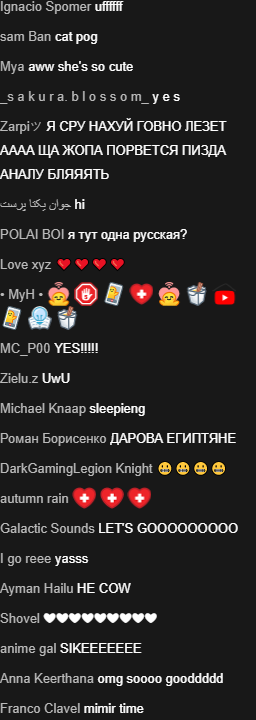 Ignacio Spomer uffffff
sam Ban cat pog
Mya aww she's so cute
_s a k u r a. b l o s s o m_ y e s
Zarpiツ Я СРУ НАХУЙ ГОВНО ЛЕЗЕТ
АААА ЩА ЖОПА ПОРВЕТСЯ ПИЗДА
АНАЛУ БЛЯЯЯТЬ
جوان یکتا پرست hi
POLAI BOI я тут одна русская?
Love xyz ❤️❤️❤️❤️
• MyH •
MC_P00 YES!!!!!
Zielu.z UwU
Michael Knaap sleepieng
Роман Борисенко ДАРОВА ЕГИПТЯНЕ
DarkGamingLegion Knight 😬😬😬😬
autumn rain
Galactic Sounds LET'S GOOOOOOOOO
I go reee yasss
Ayman Hailu HE COW
Shovel 🤍🤍🤍🤍🤍🤍🤍🤍🤍
anime gal SIKEEEEEEE
Anna Keerthana omg soooo gooddddd
Franco Clavel mimir time